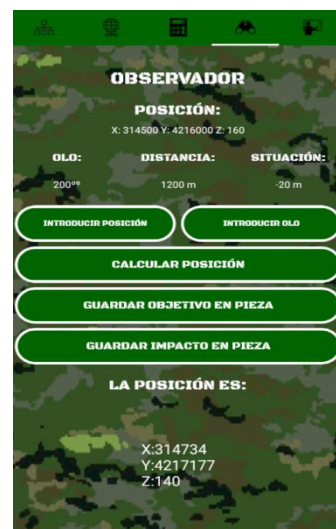 OBSERVADOR
POSICIÓN:
X: 314500 Y: 4216000 Z: 160
OLO: DISTANCIA: SITUACIÓN:
200ºº 1200 m -20 m
INTRODUCIR POSICIÓN INTRODUCIR OLO
CALCULAR POSICIÓN
GUARDAR OBJETIVO EN PIEZA
GUARDAR IMPACTO EN PIEZA
LA POSICIÓN ES:
X:314734
Y:4217177
Z:140